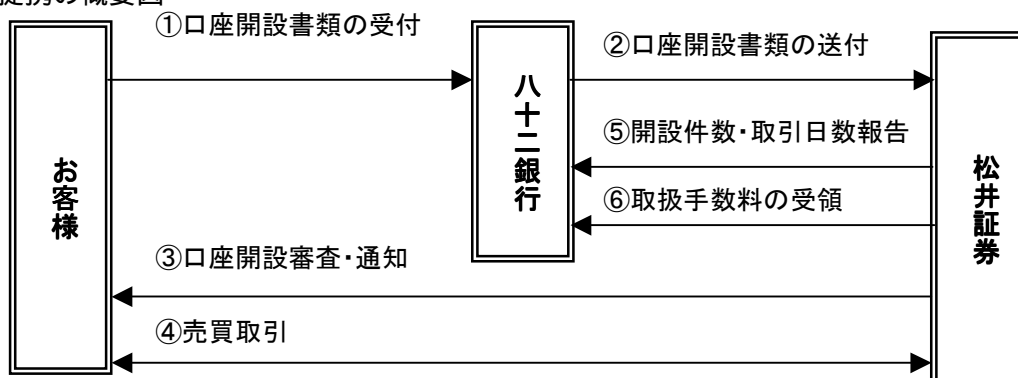 提携の概要図
①口座開設書類の受付
②口座開設書類の送付
八十二銀行
⑤開設件数・取引日数報告
お客様
松井証券
⑥取扱手数料の受領
③口座開設審査・通知
④売買取引